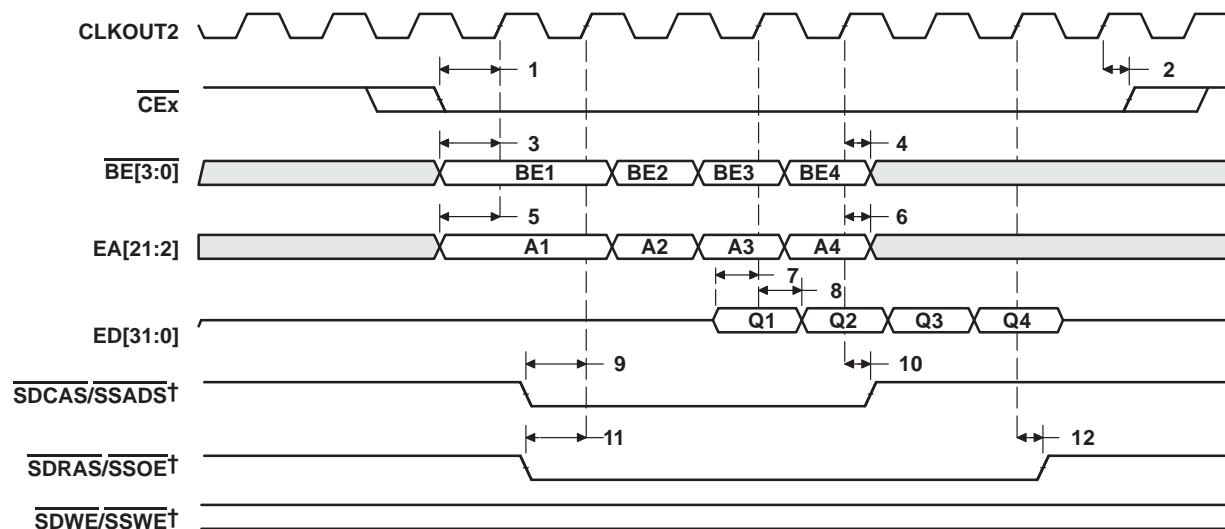 CLKOUT2
1
2
CEx
3
4
BE[3:0]
BE1 BE2 BE3 BE4
5
6
EA[21:2]
A1 A2 A3 A4
7
8
ED[31:0]
Q1 Q2 Q3 Q4
9
10
SDCAS/SSADS†
11
12
SDRAS/SSOE†
SDWE/SSWE†